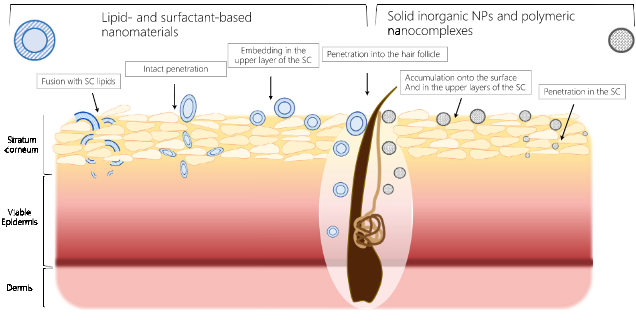 Lipid- and surfactant-based
nanomaterials
Solid inorganic NPs and polymeric
nanocomplexes
Embedding in the
upper layer of the SC
Penetration into the hair follicle
Intact penetration
Fusion with SC lipids
Accumulation onto the surface
And in the upper layers of the SC
Penetration in the SC
Stratum
corneum
Viable
Epidermis
Dermis